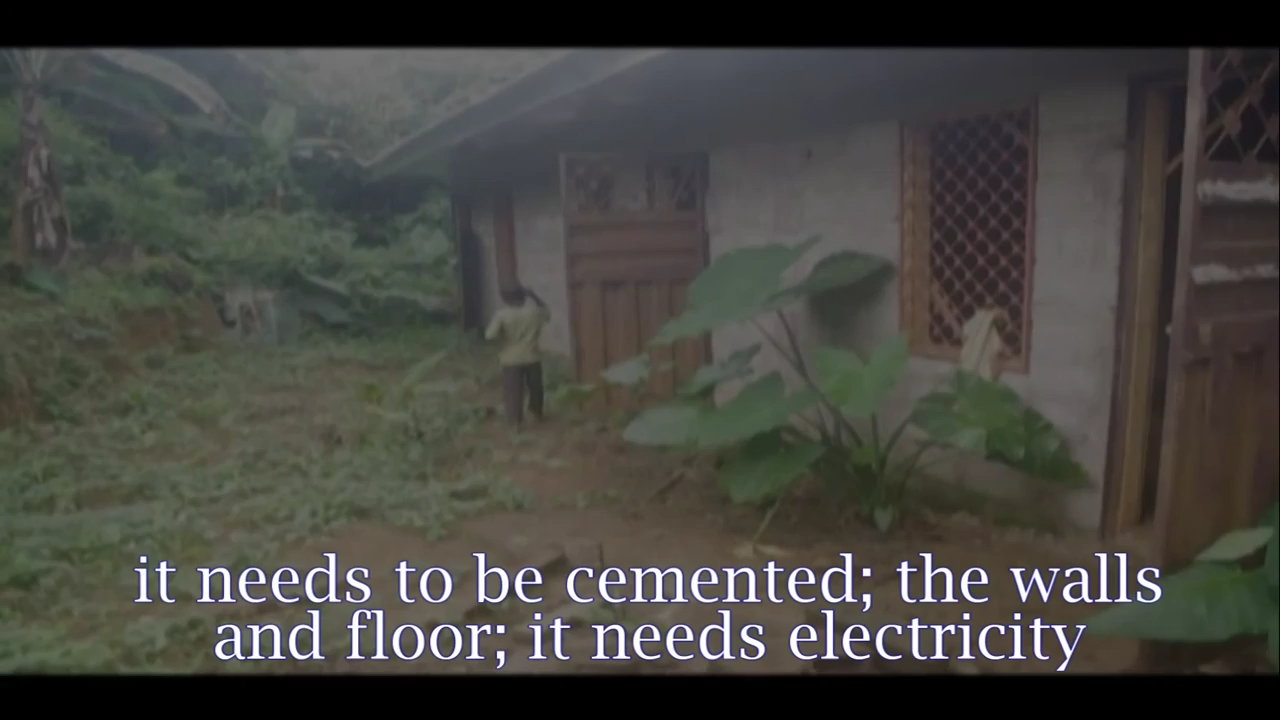 it needs to be cemented; the walls
and floor; it needs electricity